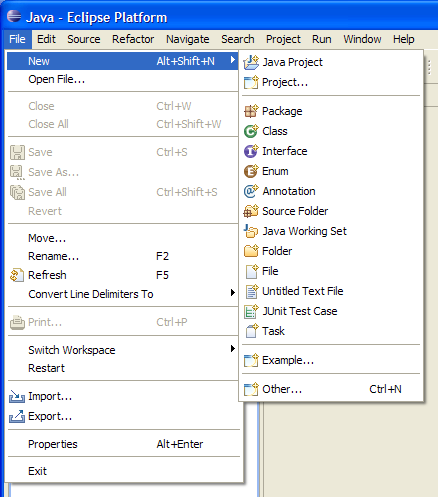 Java - Eclipse Platform
File Edit Source Refactor Navigate Search Project Run Window Help
New Alt+Shift+N
Open File...
Close Ctrl+W
Close All Ctrl+Shift+W
Save Ctrl+S
Save As...
Save All Ctrl+Shift+S
Revert
Move...
Rename... F2
Refresh F5
Convert Line Delimiters To
Print... Ctrl+P
Switch Workspace
Restart
Import...
Export...
Properties Alt+Enter
Exit
Java Project
Project...
Package
Class
Interface
Enum
Annotation
Source Folder
Java Working Set
Folder
File
Untitled Text File
JUnit Test Case
Task
Example...
Other... Ctrl+N